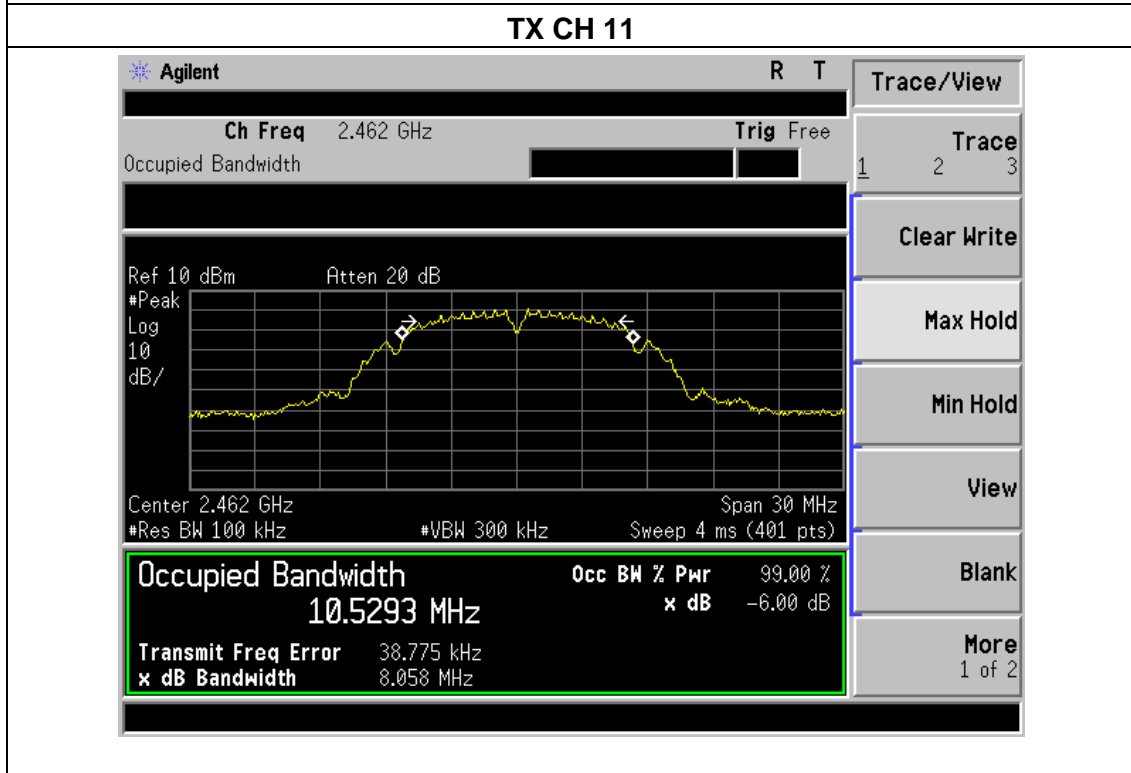 TX CH 11
Agilent R T
Ch Freq 2.462 GHz Trig Free
Occupied Bandwidth
Ref 10 dBm Atten 20 dB
#Peak
Log
10
dB/
Center 2.462 GHz Span 30 MHz
#Res BW 100 kHz #VBW 300 kHz Sweep 4 ms (401 pts)
Occupied Bandwidth Occ BW % Pwr 99.00 %
10.5293 MHz x dB -6.00 dB
Transmit Freq Error 38.775 kHz
x dB Bandwidth 8.058 MHz
Trace/View
Trace
1 2 3
Clear Write
Max Hold
Min Hold
View
Blank
More
1 of 2